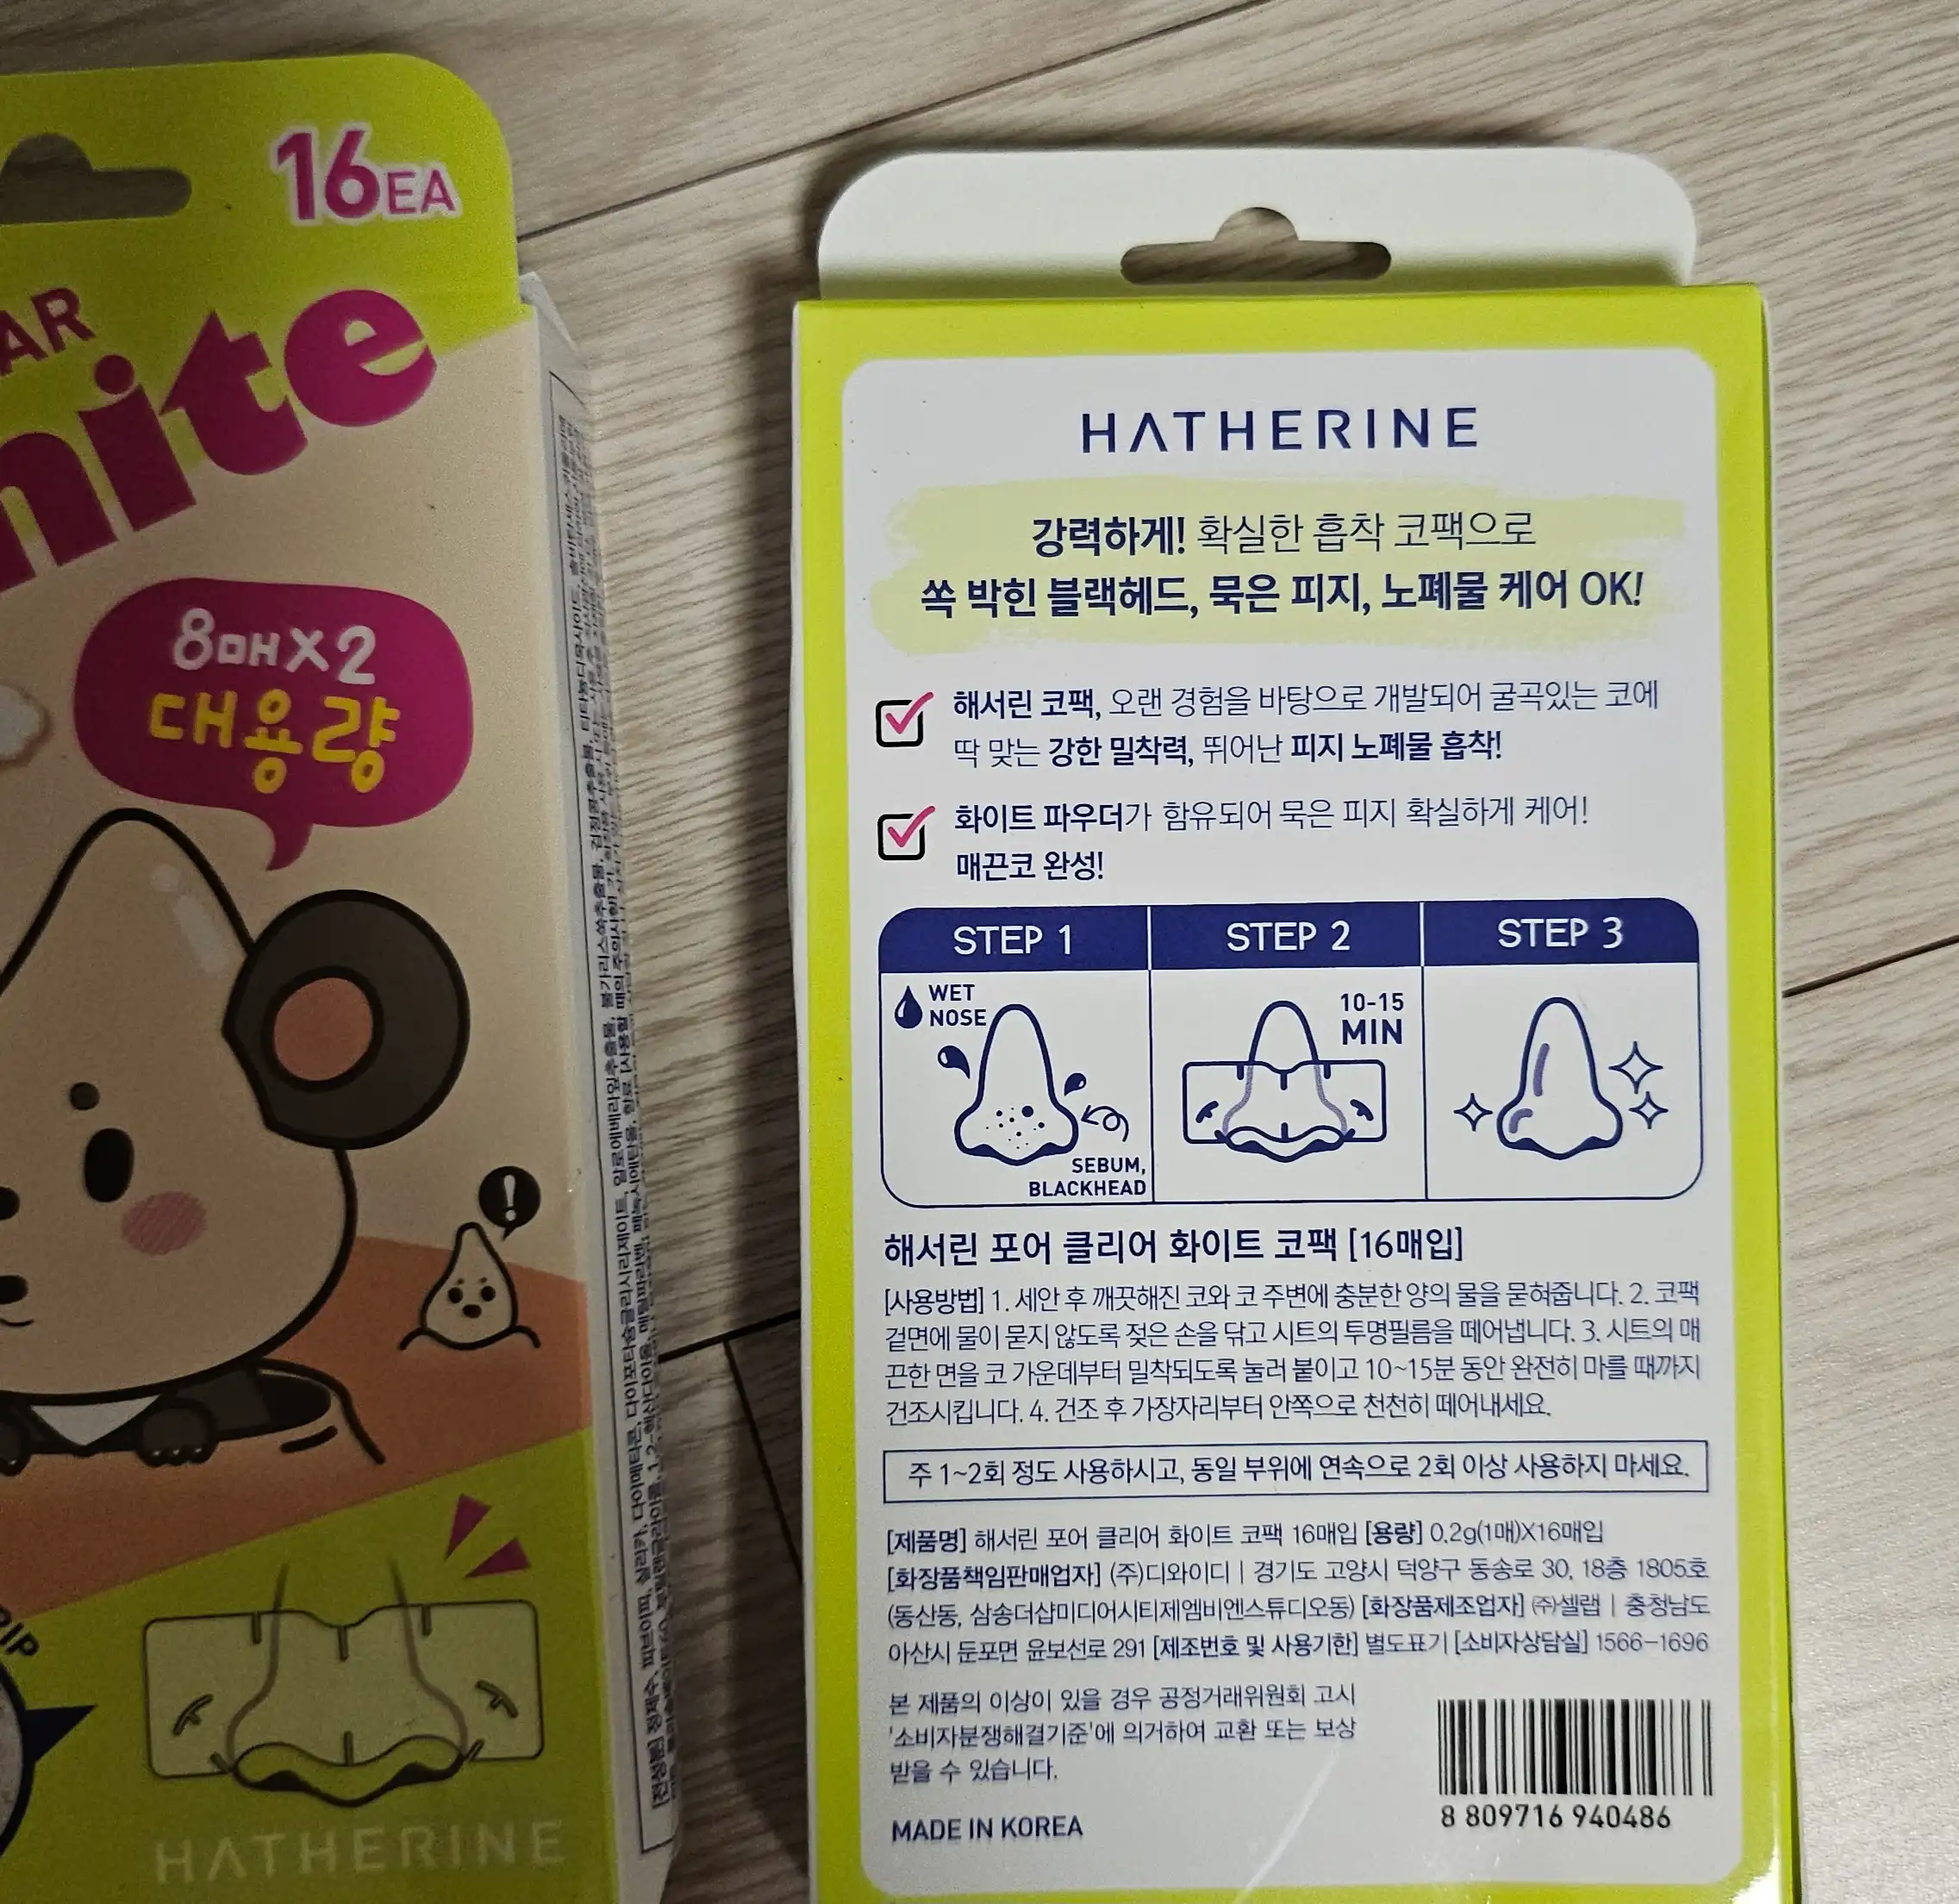 16EA
AR
nite
8매X2
대용량
!
RIP
HATHERINE
HATHERINE
강력하게! 확실한 흡착 코팩으로
쏙 박힌 블랙헤드, 묵은 피지, 노폐물 케어 OK!
해서린 코팩, 오랜 경험을 바탕으로 개발되어 굴곡있는 코에
딱 맞는 강한 밀착력, 뛰어난 피지 노폐물 흡착!
화이트 파우더가 함유되어 묵은 피지 확실하게 케어!
매끈코 완성!
STEP 1
WET
NOSE
SEBUM,
BLACKHEAD
STEP 2
10-15
MIN
STEP 3
해서린 포어 클리어 화이트 코팩 [16매입]
[사용방법] 1. 세안 후 깨끗해진 코와 코 주변에 충분한 양의 물을 묻혀줍니다. 2. 코팩
겉면에 물이 묻지 않도록 젖은 손을 닦고 시트의 투명필름을 떼어냅니다. 3. 시트의 매
끈한 면을 코 가운데부터 밀착되도록 눌러 붙이고 10~15분 동안 완전히 마를 때까지
건조시킵니다. 4. 건조 후 가장자리부터 안쪽으로 천천히 떼어내세요.
주 1~2회 정도 사용하시고, 동일 부위에 연속으로 2회 이상 사용하지 마세요.
[제품명] 해서린 포어 클리어 화이트 코팩 16매입 [용량] 0.2g(1매)X16매입
[화장품책임판매업자] (주)디와이디 | 경기도 고양시 덕양구 동송로 30, 18층 1805호
(동산동, 삼송더샵미디어시티제엠비엔스튜디오동) [화장품제조업자] ㈜셀랩 | 충청남도
아산시 둔포면 윤보선로 291 [제조번호 및 사용기한] 별도표기 [소비자상담실] 1566-1696
본 제품의 이상이 있을 경우 공정거래위원회 고시
'소비자분쟁해결기준'에 의거하여 교환 또는 보상
받을 수 있습니다.
MADE IN KOREA
8 809716 940486